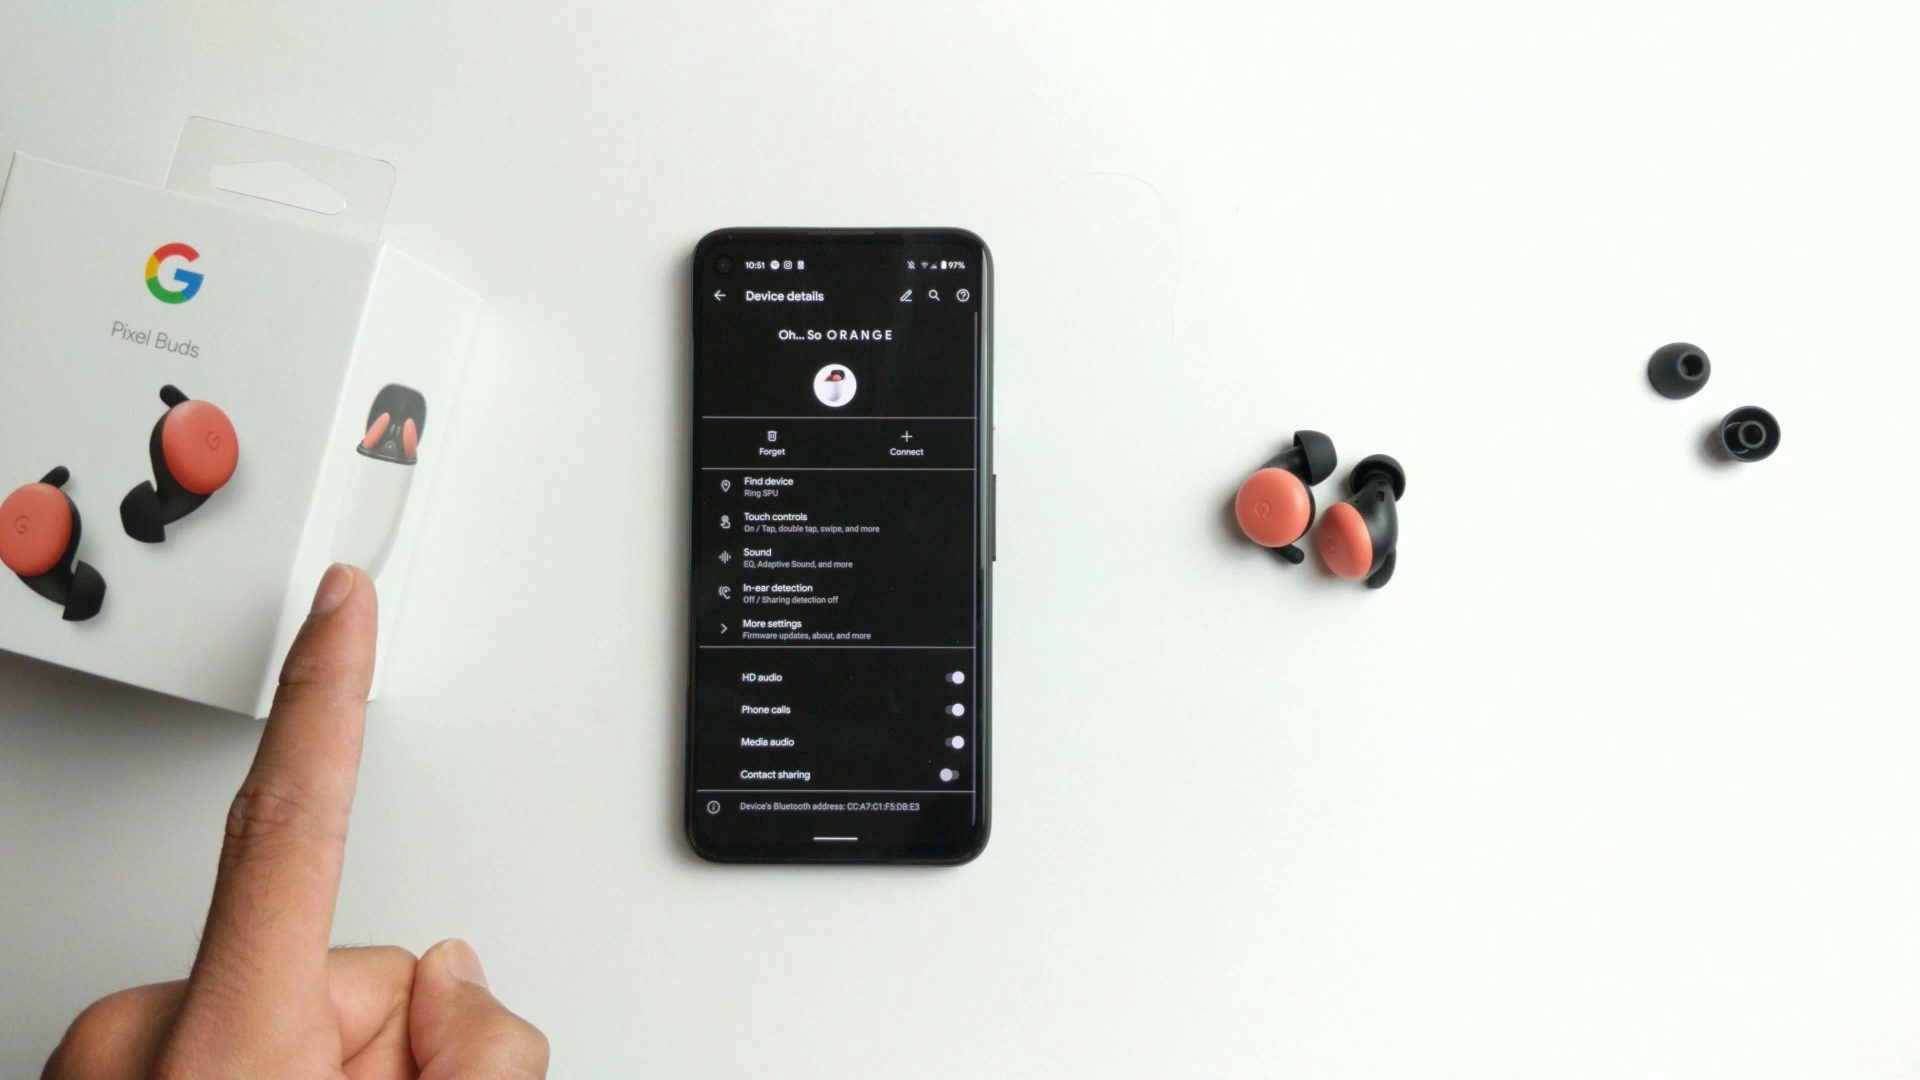 G
Pixel Buds
10:51
97%
Device details
Oh... So ORANGE
Forget
Connect
Find device
Ring SPU
Touch controls
On / Tap, double tap, swipe, and more
Sound
EQ, Adaptive Sound, and more
In-ear detection
Off / Sharing detection off
More settings
Firmware updates, about, and more
HD audio
Phone calls
Media audio
Contact sharing
Device's Bluetooth address: CC:A7:C1:F5:DB:E3